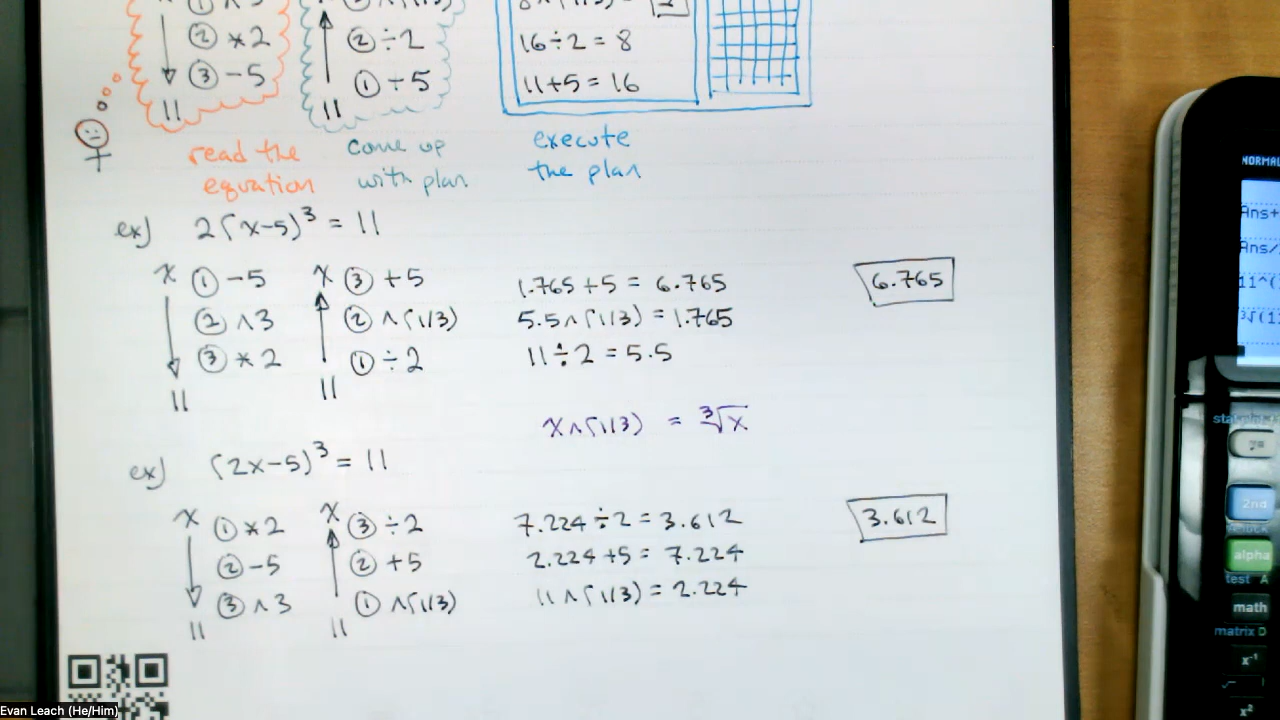 ② *2
③ -5
11
② ÷2
① +5
11
16÷2 = 8
11+5 = 16
read the equation
come up with plan
execute the plan
ex) 2(x-5)³ = 11
x ① -5
② ^3
③ *2
11
x ③ +5
② ^(1/3)
① ÷2
11
1.765 +5 = 6.765
5.5^(1/3) = 1.765
11÷2 = 5.5
6.765
x^(1/3) = ³√x
ex) (2x-5)³ = 11
x ① *2
② -5
③ ^3
11
x ③ ÷2
② +5
① ^(1/3)
11
7.224÷2 = 3.612
2.224 +5 = 7.224
11^(1/3) = 2.224
3.612
NORMAL
Ans+
Ans/
11^(
³√(1
2nd
alpha
test A
math
matrix D
x⁻¹
x²
Evan Leach (He/Him)